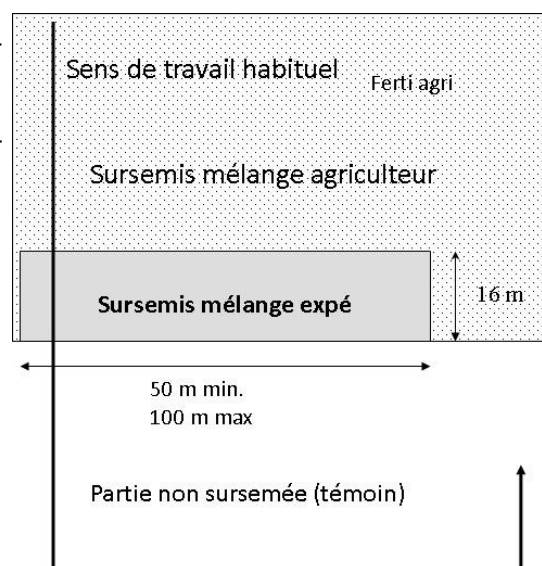 Sens de travail habituel
Ferti agri
Sursemis mélange agriculteur
Sursemis mélange expé
16 m
50 m min.
100 m max
Partie non sursemée (témoin)